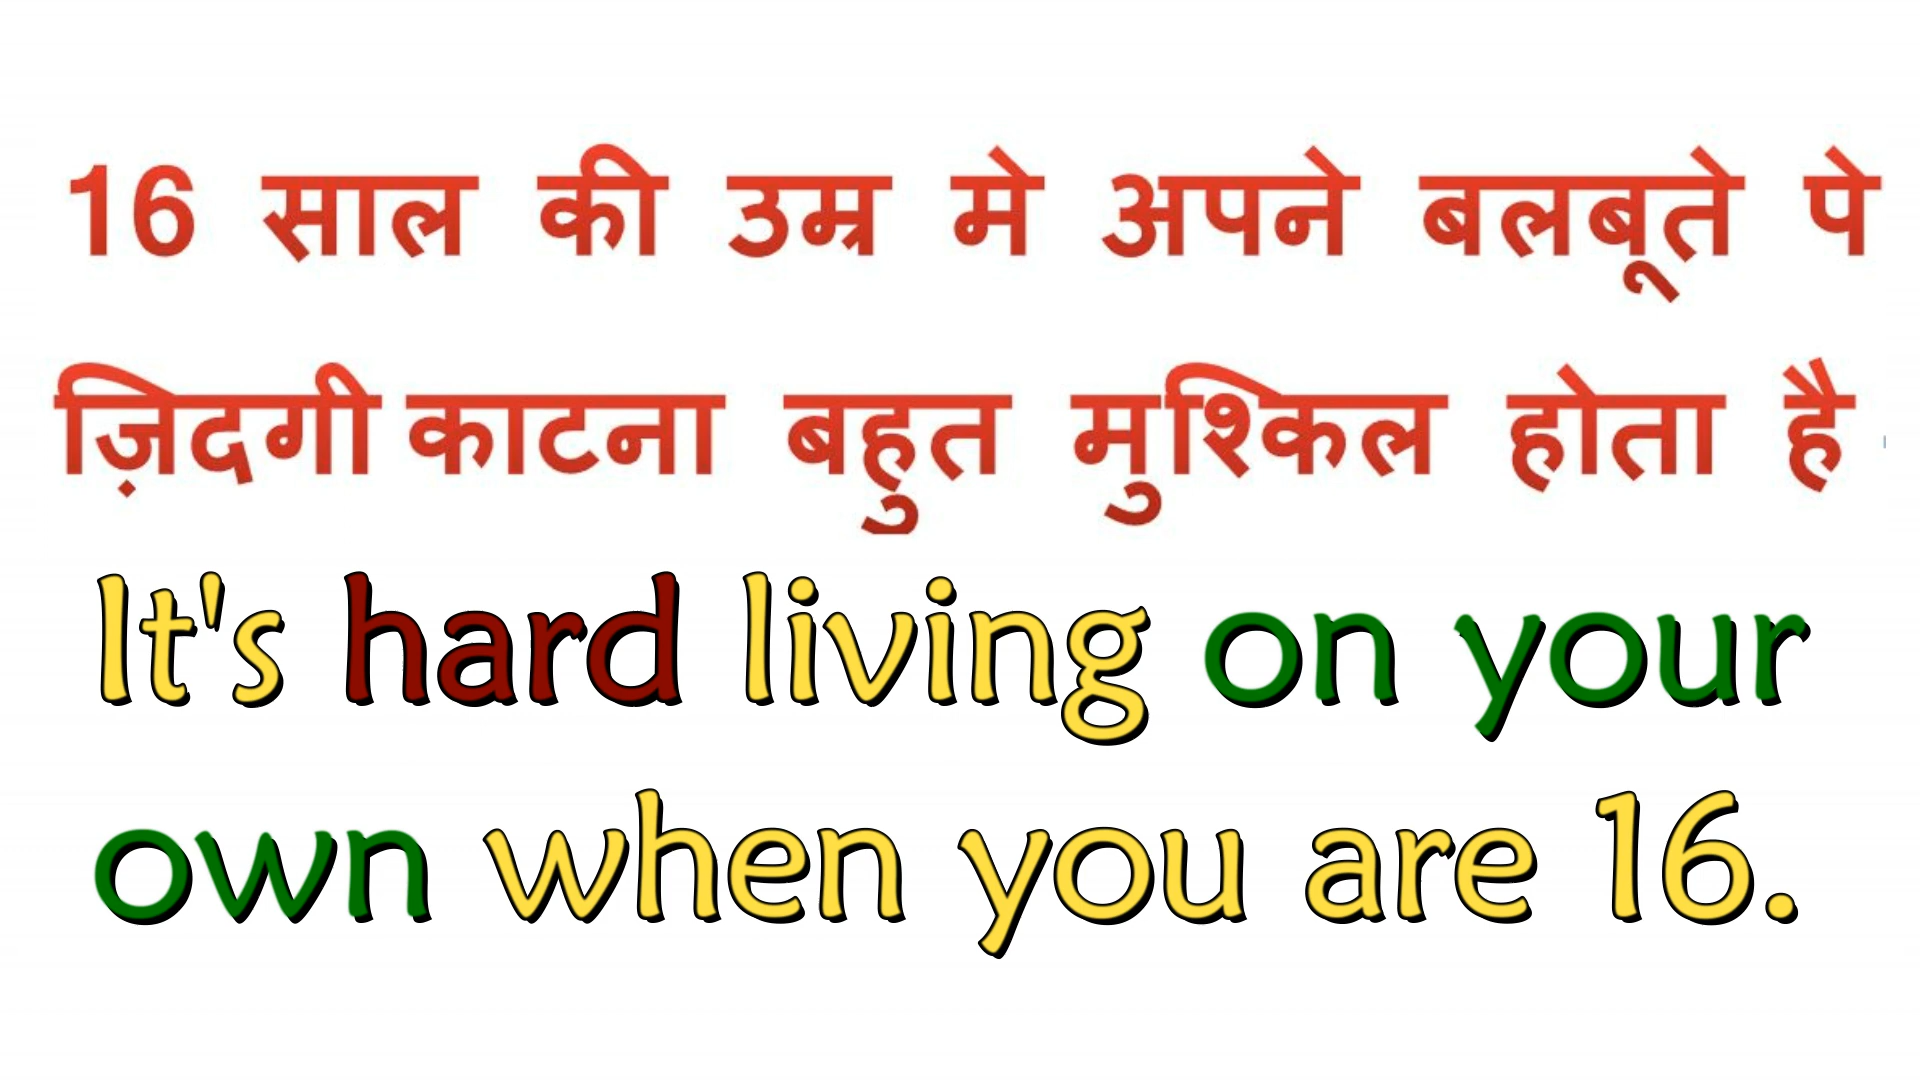 16 साल की उम्र मे अपने बलबूते पे
ज़िदगी काटना बहुत मुश्किल होता है
It's hard living on your
own when you are 16.